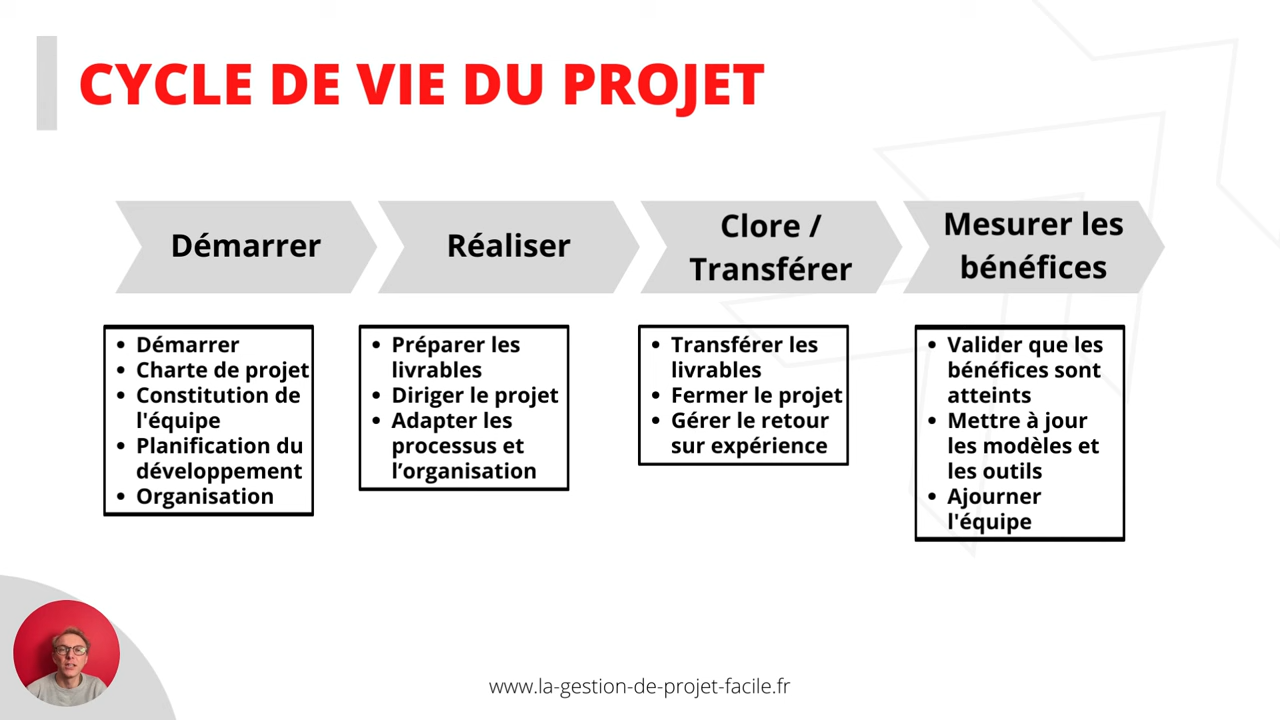 CYCLE DE VIE DU PROJET
Démarrer
Réaliser
Clore /
Transférer
Mesurer les
bénéfices
• Démarrer
• Charte de projet
• Constitution de
l'équipe
• Planification du
développement
• Organisation
• Préparer les
livrables
• Diriger le projet
• Adapter les
processus et
l’organisation
• Transférer les
livrables
• Fermer le projet
• Gérer le retour
sur expérience
• Valider que les
bénéfices sont
atteints
• Mettre à jour
les modèles et
les outils
• Ajourner
l'équipe
www.la-gestion-de-projet-facile.fr